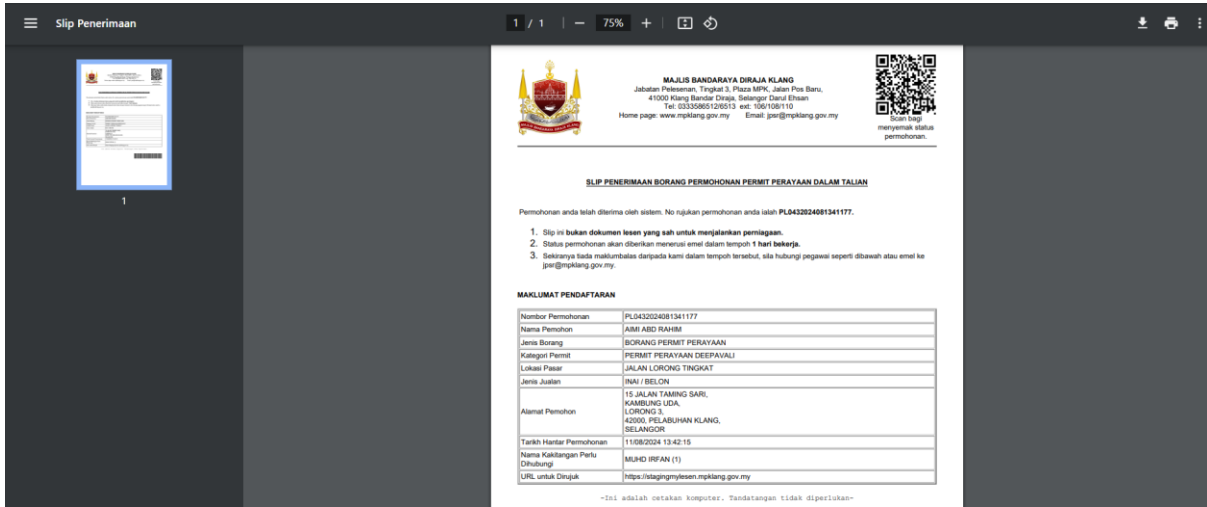 Slip Penerimaan
1 / 1 | − 75% +
1
MAJLIS BANDARAYA DIRAJA KLANG
Jabatan Pelesenan, Tingkat 3, Plaza MPK, Jalan Pos Baru,
41000 Klang Bandar Diraja, Selangor Darul Ehsan
Tel: 0333586512/6513 ext: 106/108/110
Home page: www.mpklang.gov.my Email: jpsr@mpklang.gov.my
Scan bagi
menyemak status
permohonan.
SLIP PENERIMAAN BORANG PERMOHONAN PERMIT PERAYAAN DALAM TALIAN
Permohonan anda telah diterima oleh sistem. No rujukan permohonan anda ialah PL0432024081341177.
1. Slip ini bukan dokumen lesen yang sah untuk menjalankan perniagaan.
2. Status permohonan akan diberikan menerusi emel dalam tempoh 1 hari bekerja.
3. Sekiranya tiada maklumbalas daripada kami dalam tempoh tersebut, sila hubungi pegawai seperti dibawah atau emel ke
jpsr@mpklang.gov.my.
MAKLUMAT PENDAFTARAN
Nombor Permohonan PL0432024081341177
Nama Pemohon AIMI ABD RAHIM
Jenis Borang BORANG PERMIT PERAYAAN
Kategori Permit PERMIT PERAYAAN DEEPAVALI
Lokasi Pasar JALAN LORONG TINGKAT
Jenis Jualan INAI / BELON
Alamat Pemohon 15 JALAN TAMING SARI,
KAMBUNG UDA,
LORONG 3,
42000, PELABUHAN KLANG,
SELANGOR
Tarikh Hantar Permohonan 11/08/2024 13:42:15
Nama Kakitangan Perlu
Dihubungi MUHD IRFAN (1)
URL untuk Dirujuk https://stagingmylesen.mpklang.gov.my
-Ini adalah cetakan komputer. Tandatangan tidak diperlukan-